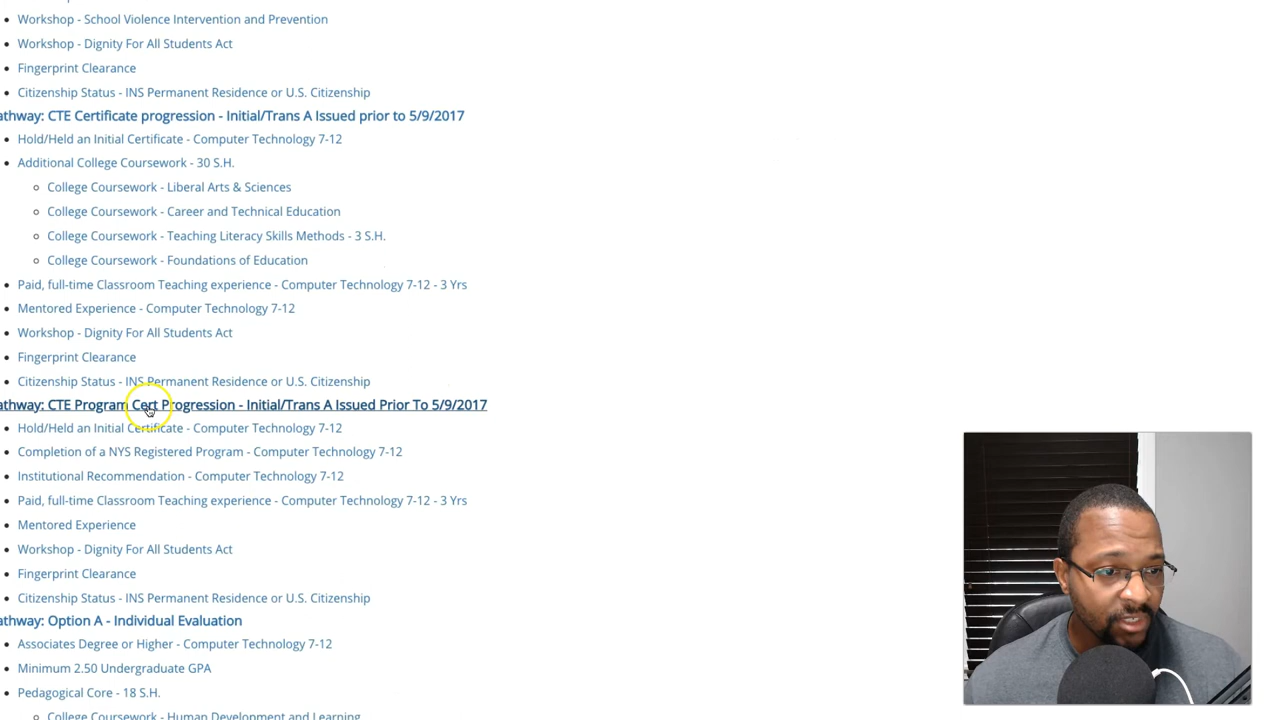 Workshop - School Violence Intervention and Prevention
Workshop - Dignity For All Students Act
Fingerprint Clearance
Citizenship Status - INS Permanent Residence or U.S. Citizenship
athway: CTE Certificate progression - Initial/Trans A Issued prior to 5/9/2017
Hold/Held an Initial Certificate - Computer Technology 7-12
Additional College Coursework - 30 S.H.
College Coursework - Liberal Arts & Sciences
College Coursework - Career and Technical Education
College Coursework - Teaching Literacy Skills Methods - 3 S.H.
College Coursework - Foundations of Education
Paid, full-time Classroom Teaching experience - Computer Technology 7-12 - 3 Yrs
Mentored Experience - Computer Technology 7-12
Workshop - Dignity For All Students Act
Fingerprint Clearance
Citizenship Status - INS Permanent Residence or U.S. Citizenship
athway: CTE Program Cert Progression - Initial/Trans A Issued Prior To 5/9/2017
Hold/Held an Initial Certificate - Computer Technology 7-12
Completion of a NYS Registered Program - Computer Technology 7-12
Institutional Recommendation - Computer Technology 7-12
Paid, full-time Classroom Teaching experience - Computer Technology 7-12 - 3 Yrs
Mentored Experience
Workshop - Dignity For All Students Act
Fingerprint Clearance
Citizenship Status - INS Permanent Residence or U.S. Citizenship
athway: Option A - Individual Evaluation
Associates Degree or Higher - Computer Technology 7-12
Minimum 2.50 Undergraduate GPA
Pedagogical Core - 18 S.H.
College Coursework - Human Development and Learning